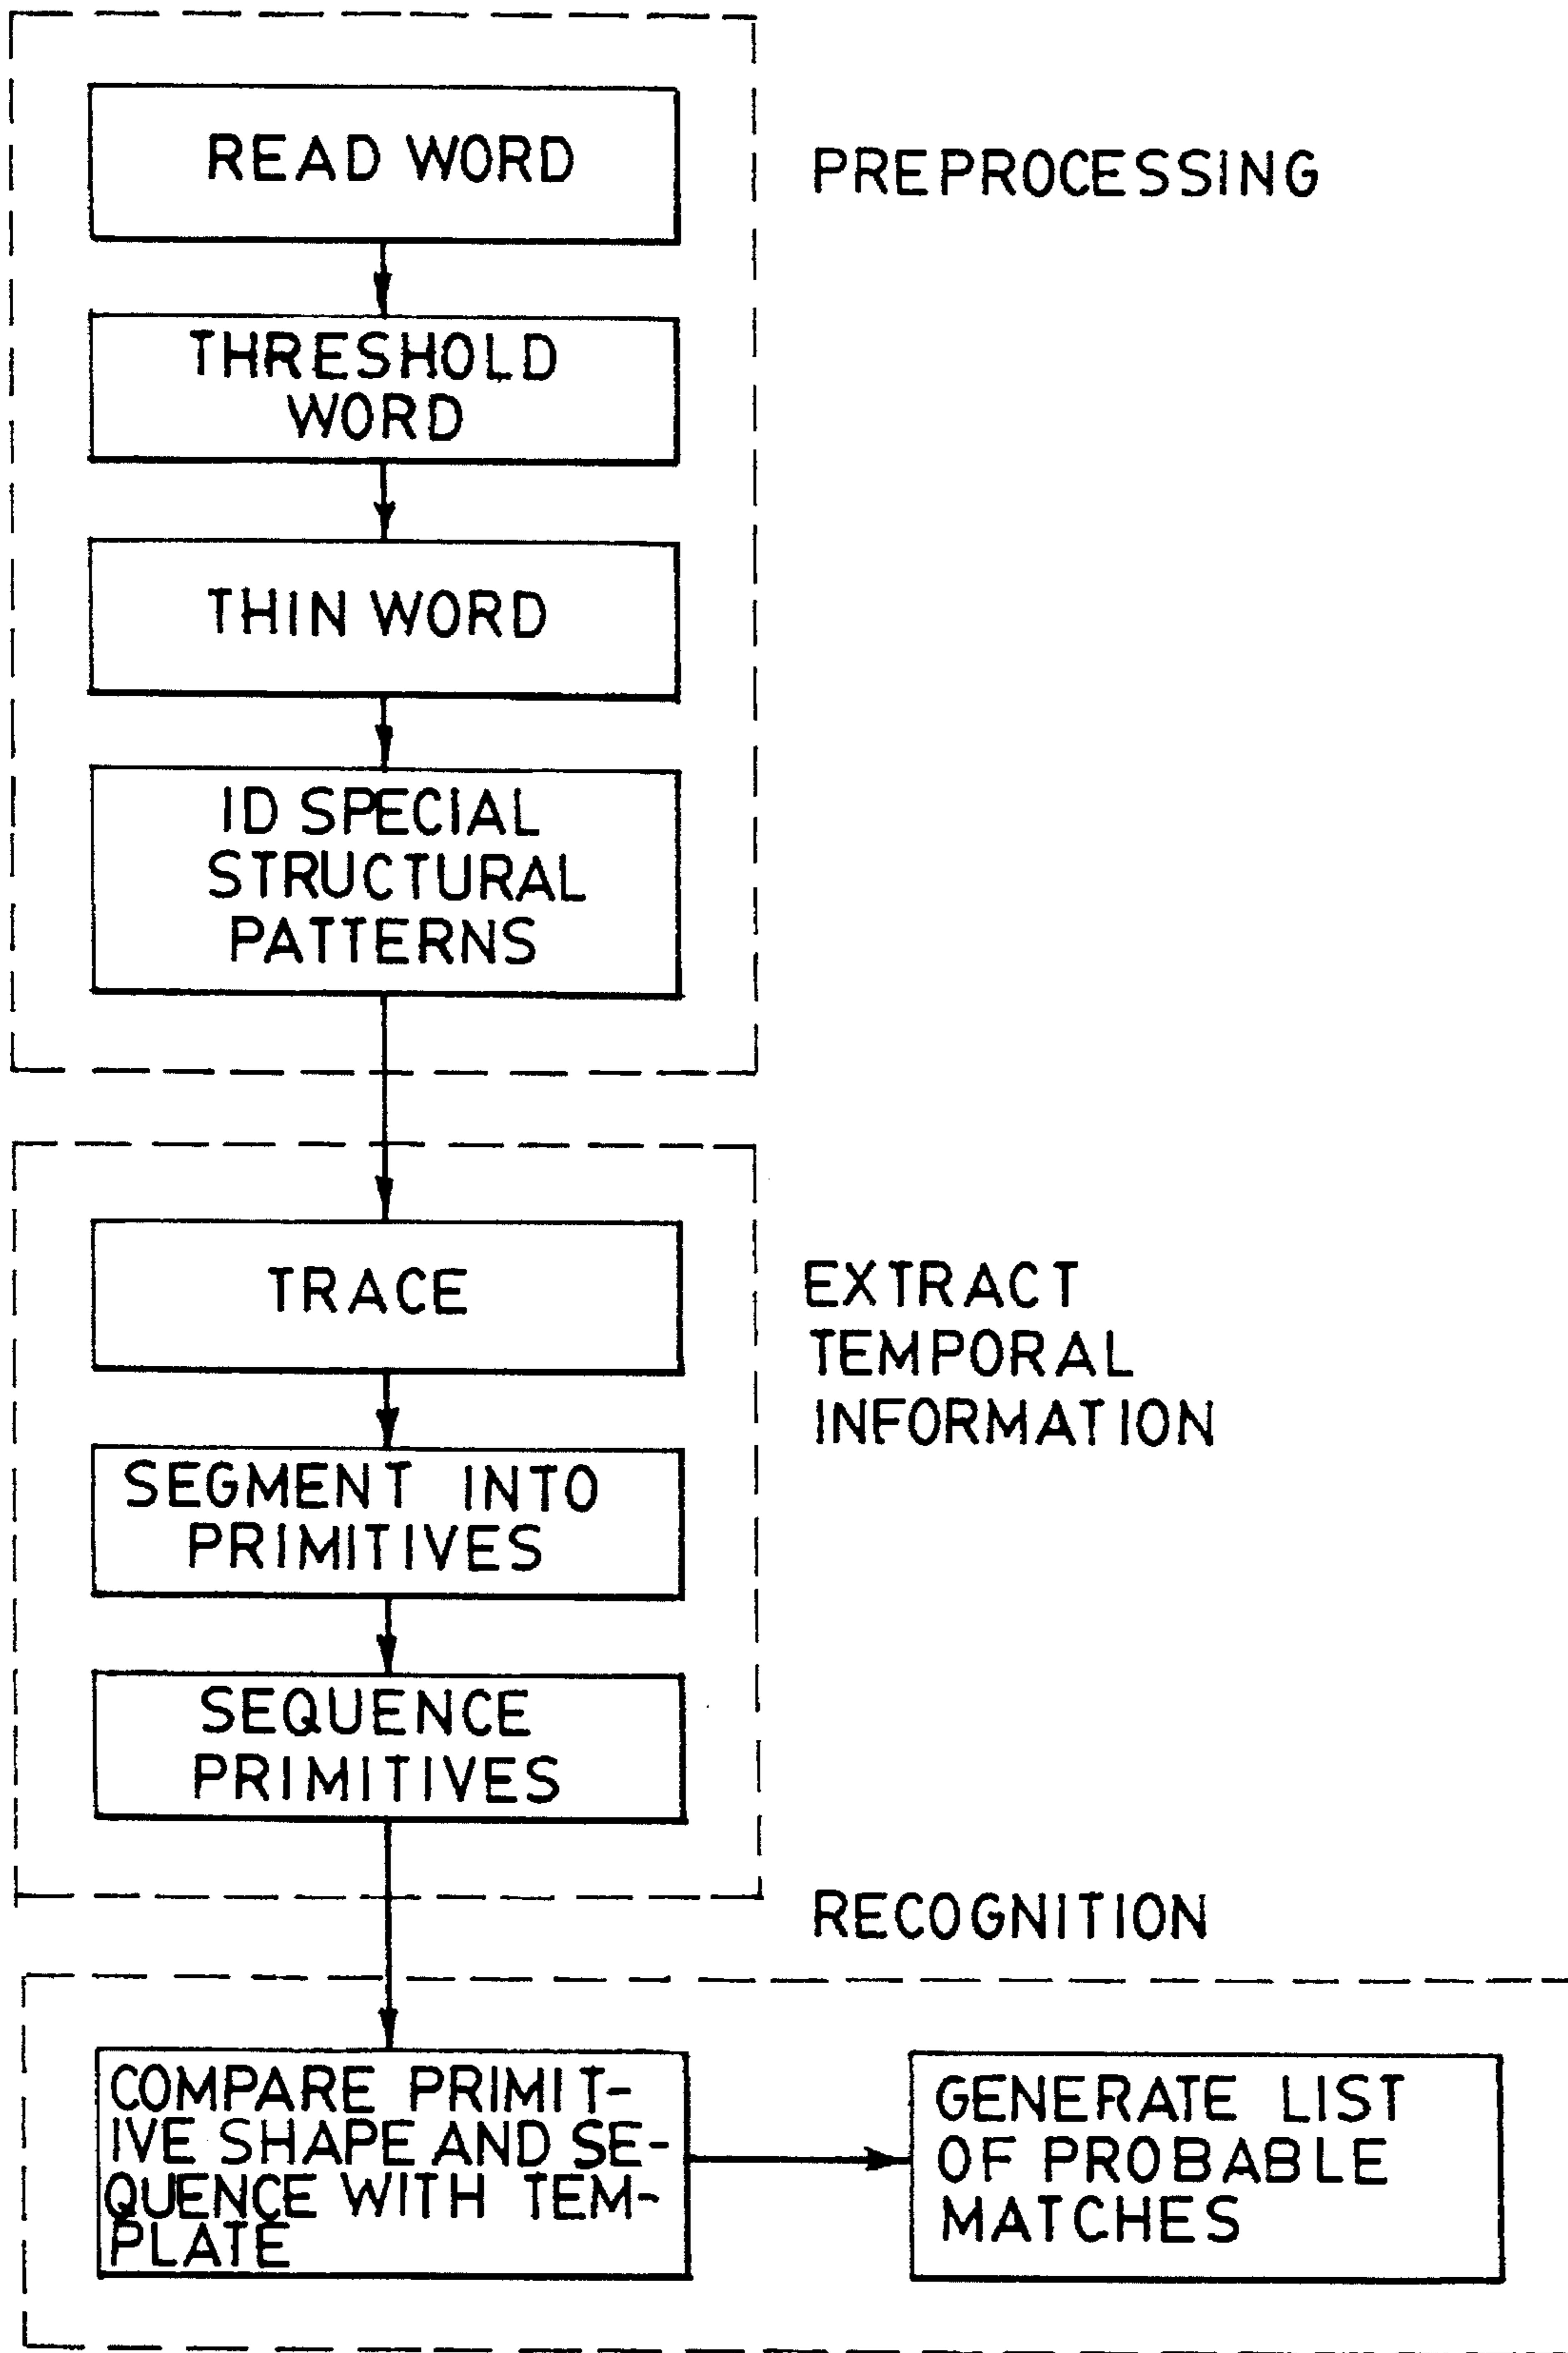 READ WORD
PREPROCESSING
THRESHOLD
WORD
THIN WORD
ID SPECIAL
STRUCTURAL
PATTERNS
TRACE
EXTRACT
TEMPORAL
INFORMATION
SEGMENT INTO
PRIMITIVES
SEQUENCE
PRIMITIVES
RECOGNITION
COMPARE PRIMIT-
IVE SHAPE AND SE-
QUENCE WITH TEM-
PLATE
GENERATE LIST
OF PROBABLE
MATCHES